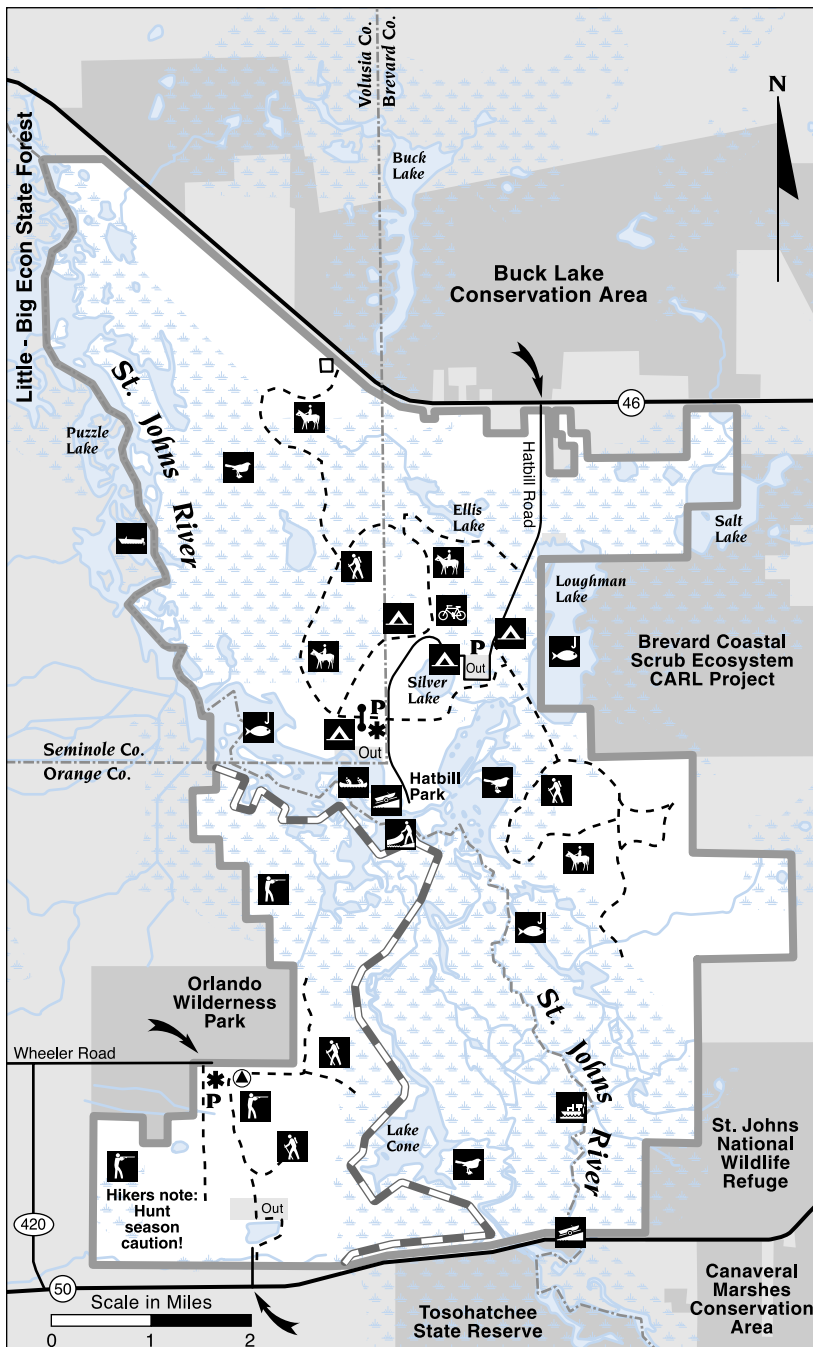 Volusia Co.
Brevard Co.
N
Buck
Lake
Little - Big Econ State Forest
Buck Lake
Conservation Area
St. Johns
River
46
Puzzle
Lake
Hatbill Road
Ellis
Lake
Salt
Lake
Loughman
Lake
Brevard Coastal
Scrub Ecosystem
CARL Project
P
Out
Silver
Lake
P
Out
Seminole Co.
Orange Co.
Hatbill
Park
Orlando
Wilderness
Park
St. Johns
River
Wheeler Road
P
Lake
Cone
St. Johns
National
Wildlife
Refuge
Hikers note:
Hunt
season
caution!
Out
420
50
Scale in Miles
0 1 2
Tosohatchee
State Reserve
Canaveral
Marshes
Conservation
Area